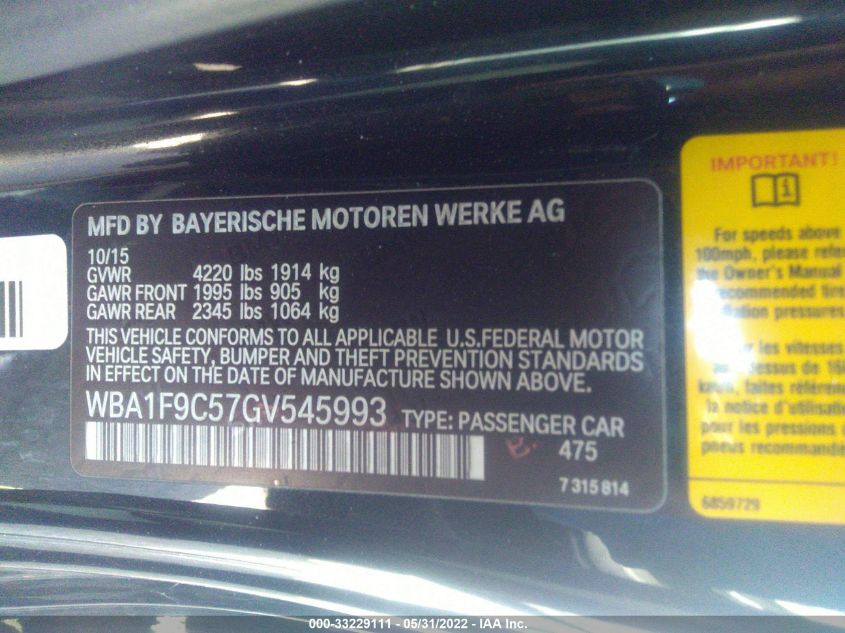 MFD BY BAYERISCHE MOTOREN WERKE AG
10/15
GVWR 4220 lbs 1914 kg
GAWR FRONT 1995 lbs 905 kg
GAWR REAR 2345 lbs 1064 kg
THIS VEHICLE CONFORMS TO ALL APPLICABLE U.S.FEDERAL MOTOR
VEHICLE SAFETY, BUMPER AND THEFT PREVENTION STANDARDS
IN EFFECT ON THE DATE OF MANUFACTURE SHOWN ABOVE.
WBA1F9C57GV545993 TYPE: PASSENGER CAR
475
7 315 814
IMPORTANT!
For speeds above
100mph, please
the Owner's Manual
tire
pressures
les vitesses
de
faites
la notice d'
pour les pressions
pneus
6859729
000-33229111 - 05/31/2022 - IAA Inc.